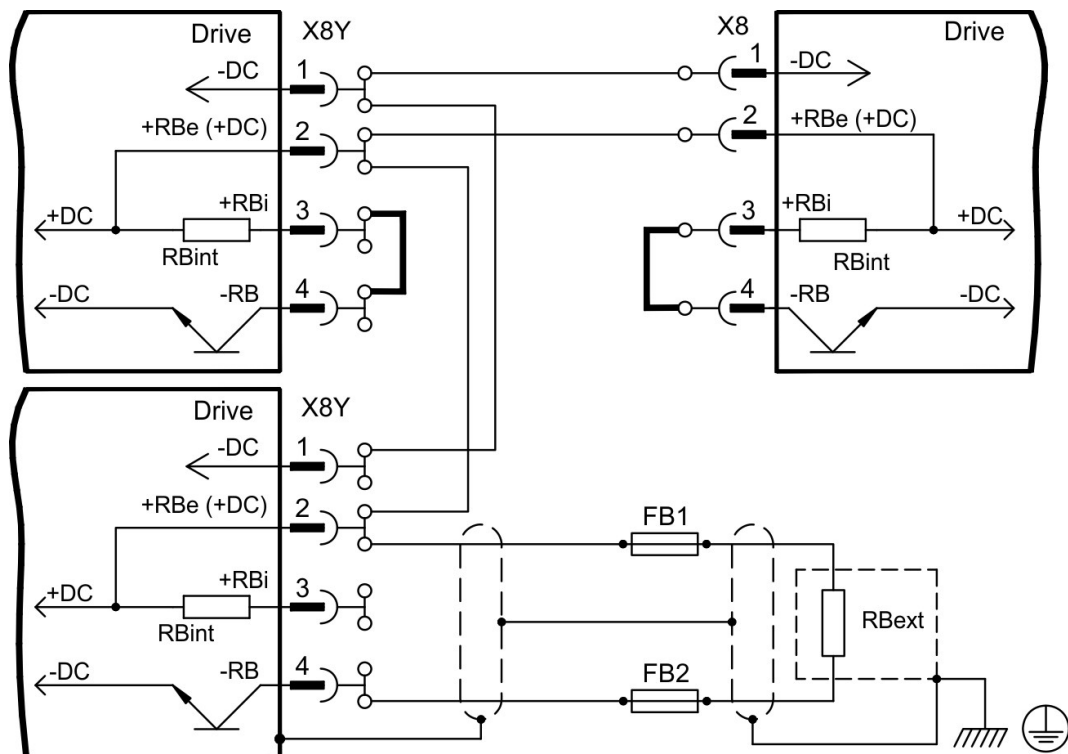 Drive
X8Y
-DC
1
+RBe (+DC)
2
+DC
+RBi
3
RBint
-DC
-RB
4
X8
Drive
1
-DC
2
+RBe (+DC)
3
+RBi
+DC
RBint
4
-RB
-DC
Drive
X8Y
-DC
1
+RBe (+DC)
2
+DC
+RBi
3
RBint
-DC
-RB
4
FB1
RBext
FB2